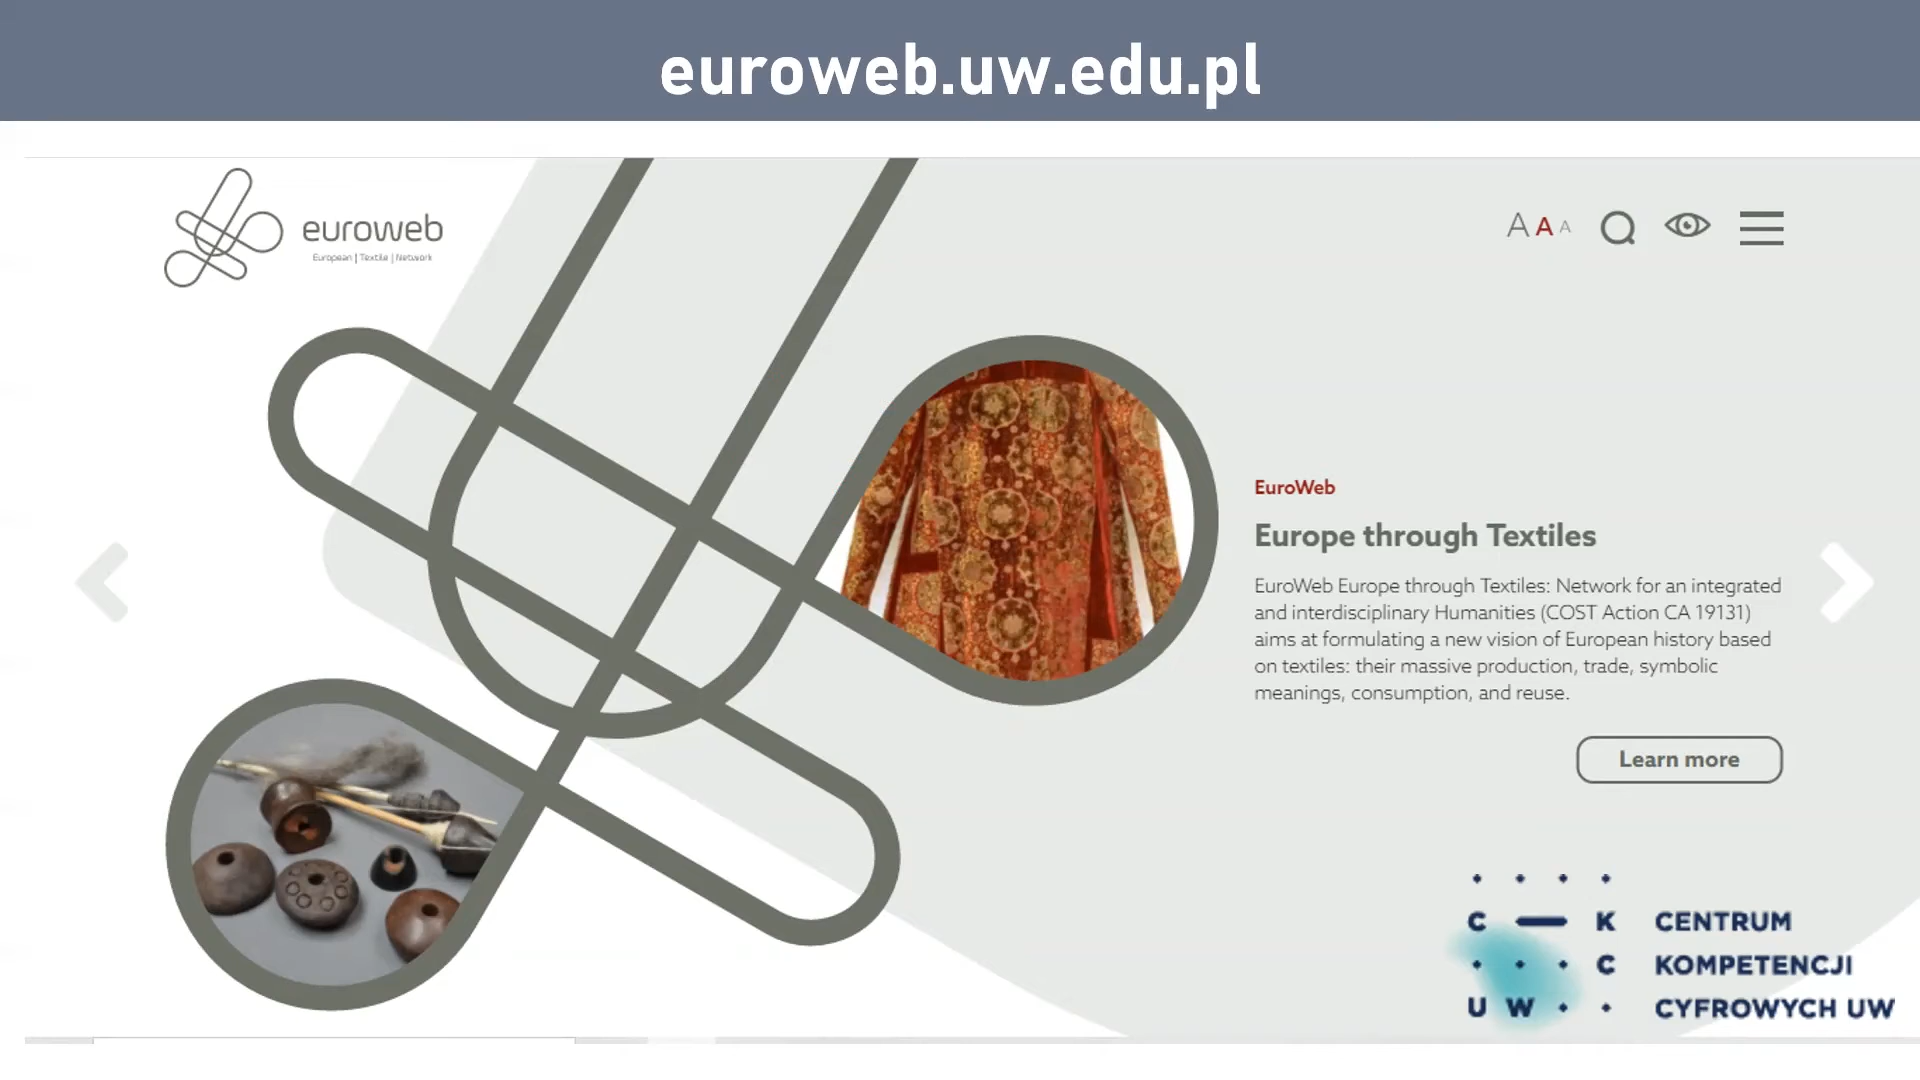 euroweb.uw.edu.pl
euroweb
European | Textile | Network
A A A
EuroWeb
Europe through Textiles
EuroWeb Europe through Textiles: Network for an integrated
and interdisciplinary Humanities (COST Action CA 19131)
aims at formulating a new vision of European history based
on textiles: their massive production, trade, symbolic
meanings, consumption, and reuse.
Learn more
C — K CENTRUM
C KOMPETENCJI
U W CYFROWYCH UW